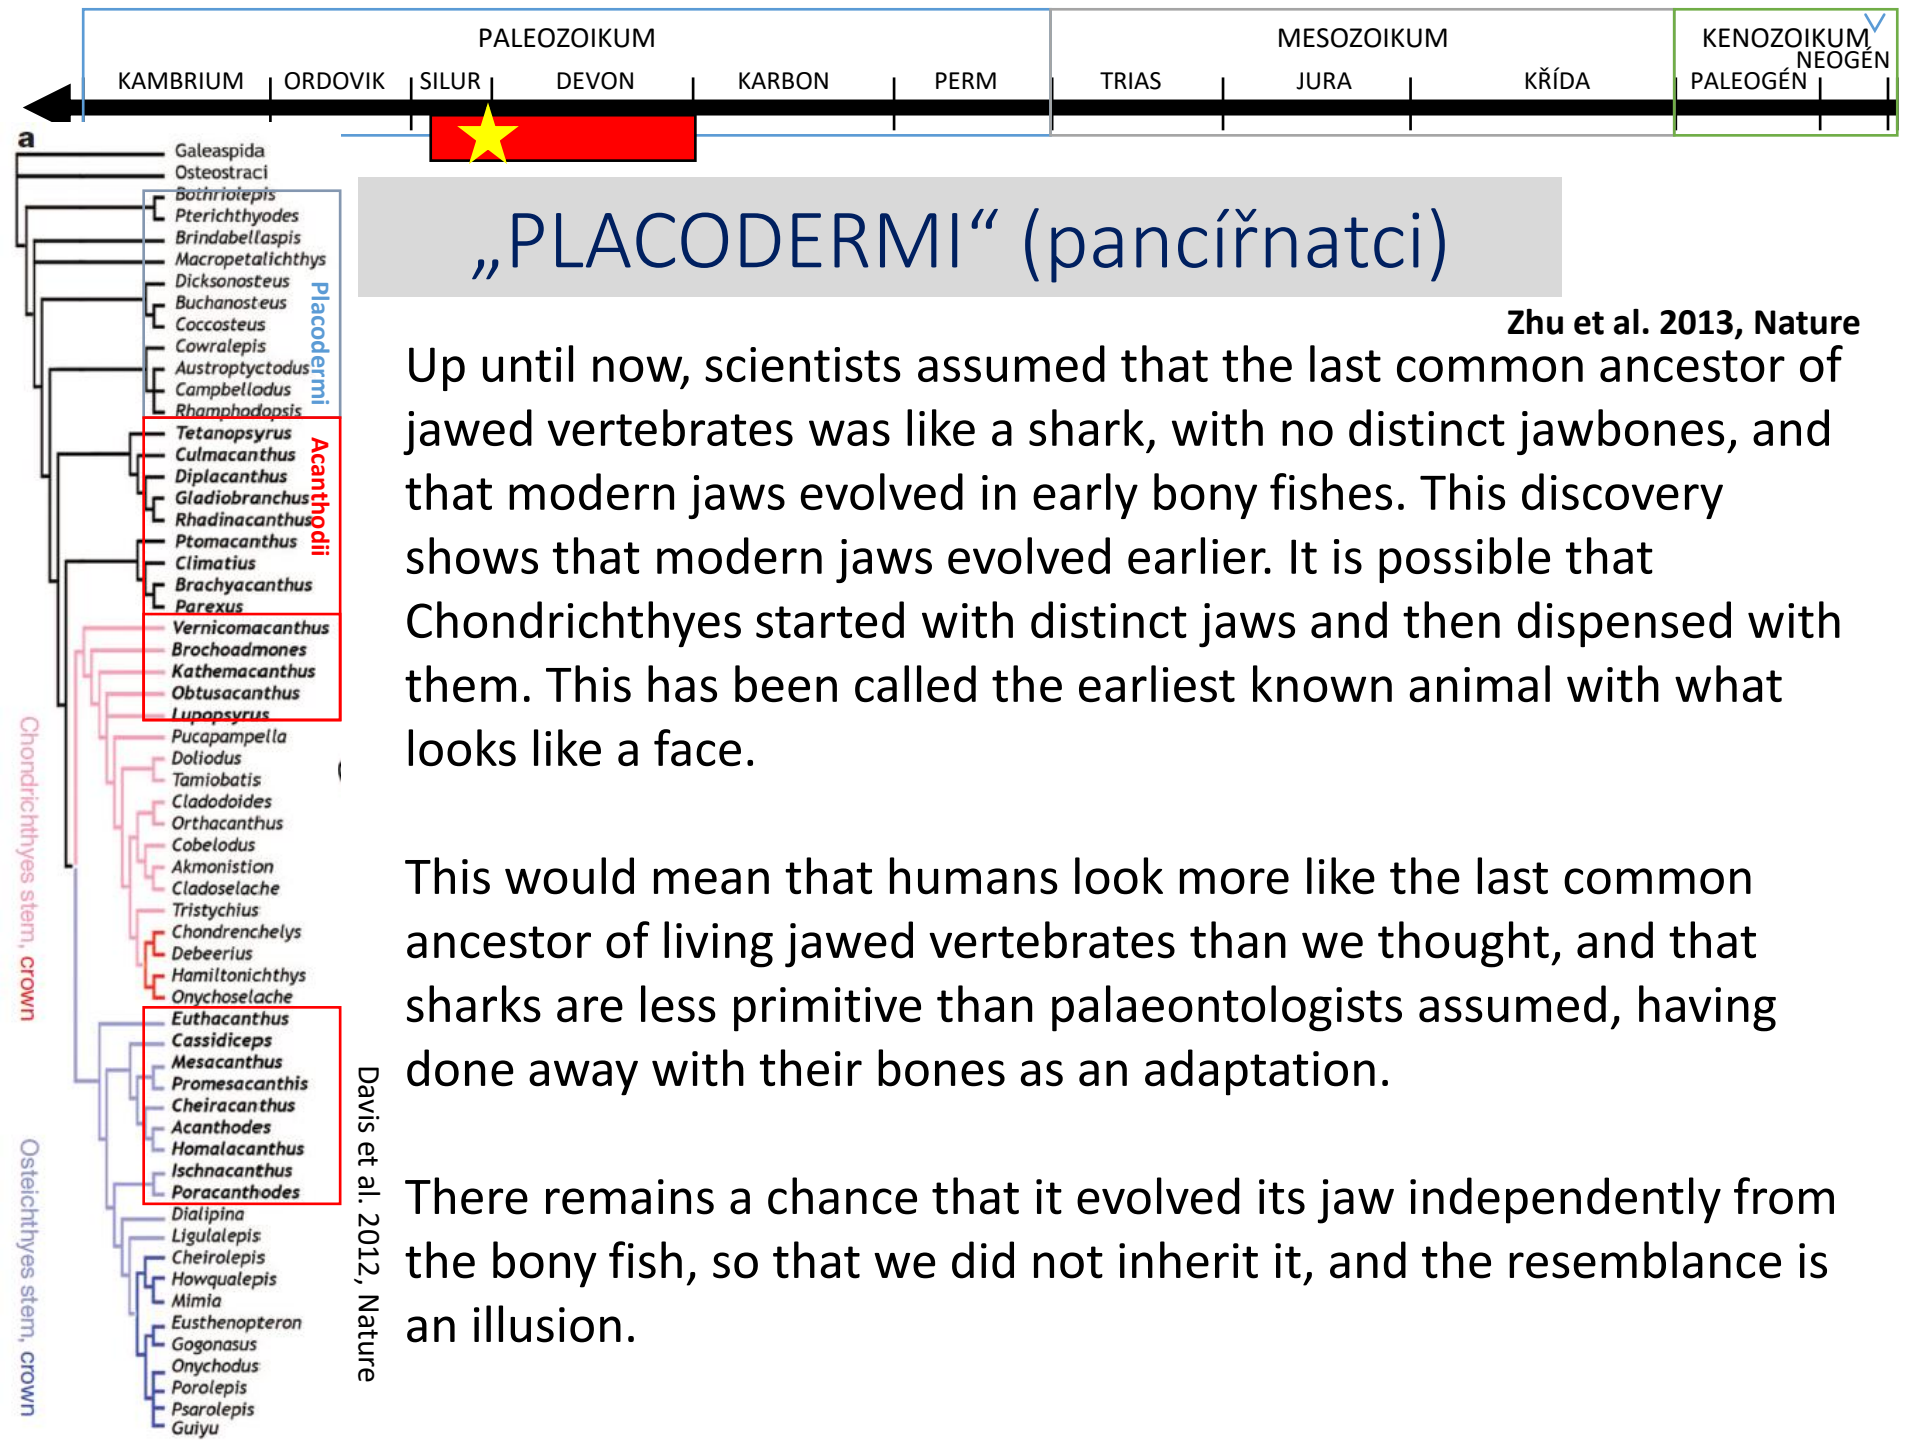 PALEOZOIKUM
MESOZOIKUM
KENOZOIKUM
KAMBRIUM
ORDOVIK
SILUR
DEVON
KARBON
PERM
TRIAS
JURA
KŘÍDA
PALEOGÉN
NEOGÉN
a
Galeaspida
Osteostraci
Bothriolepis
Pterichthyodes
Brindabellaspis
Macropetalichthys
Dicksonosteus
Buchanosteus
Coccosteus
Cowralepis
Austroptyctodus
Campbellodus
Rhamphodopsis
Tetanopsyrus
Culmacanthus
Diplacanthus
Gladiobranchus
Rhadinacanthus
Ptomacanthus
Climatius
Brachyacanthus
Parexus
Vernicomacanthus
Brochoadmones
Kathemacanthus
Obtusacanthus
Lupopsyrus
Pucapampella
Doliodus
Tamiobatis
Cladodoides
Orthacanthus
Cobelodus
Akmonistion
Cladoselache
Tristychius
Chondrenchelys
Debeerius
Hamiltonichthys
Onychoselache
Euthacanthus
Cassidiceps
Mesacanthus
Promesacanthis
Cheiracanthus
Acanthodes
Homalacanthus
Ischnacanthus
Poracanthodes
Dialipina
Ligulalepis
Cheirolepis
Howqualepis
Mimia
Eusthenopteron
Gogonasus
Onychodus
Porolepis
Psarolepis
Guiyu
Placodermi
Acanthodii
Chondrichthyes stem, crown
Osteichthyes stem, crown
Davis et al. 2012, Nature
„PLACODERMI“ (pancířnatci)
Zhu et al. 2013, Nature
Up until now, scientists assumed that the last common ancestor of
jawed vertebrates was like a shark, with no distinct jawbones, and
that modern jaws evolved in early bony fishes. This discovery
shows that modern jaws evolved earlier. It is possible that
Chondrichthyes started with distinct jaws and then dispensed with
them. This has been called the earliest known animal with what
looks like a face.
This would mean that humans look more like the last common
ancestor of living jawed vertebrates than we thought, and that
sharks are less primitive than palaeontologists assumed, having
done away with their bones as an adaptation.
There remains a chance that it evolved its jaw independently from
the bony fish, so that we did not inherit it, and the resemblance is
an illusion.